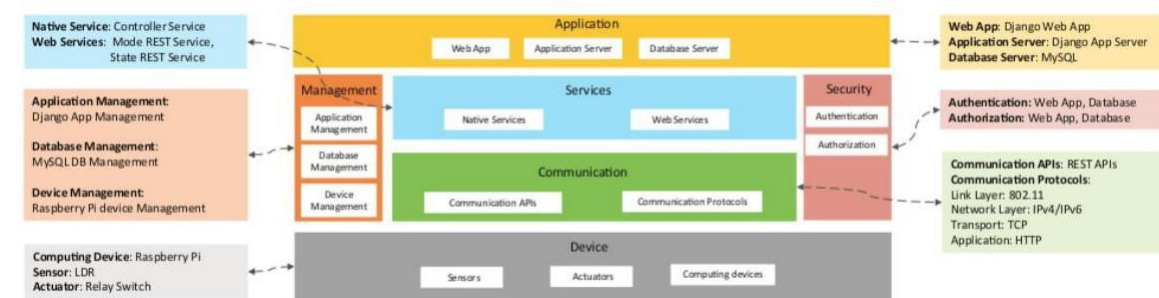 Native Service: Controller Service
Web Services: Mode REST Service,
State REST Service
Application Management:
Django App Management
Database Management:
MySQL DB Management
Device Management:
Raspberry Pi device Management
Computing Device: Raspberry Pi
Sensor: LDR
Actuator: Relay Switch
Application
Web App
Application Server
Database Server
Management
Application
Management
Database
Management
Device
Management
Services
Native Services
Web Services
Communication
Communication APIs
Communication Protocols
Security
Authentication
Authorization
Device
Sensors
Actuators
Computing devices
Web App: Django Web App
Application Server: Django App Server
Database Server: MySQL
Authentication: Web App, Database
Authorization: Web App, Database
Communication APIs: REST APIs
Communication Protocols:
Link Layer: 802.11
Network Layer: IPv4/IPv6
Transport: TCP
Application: HTTP